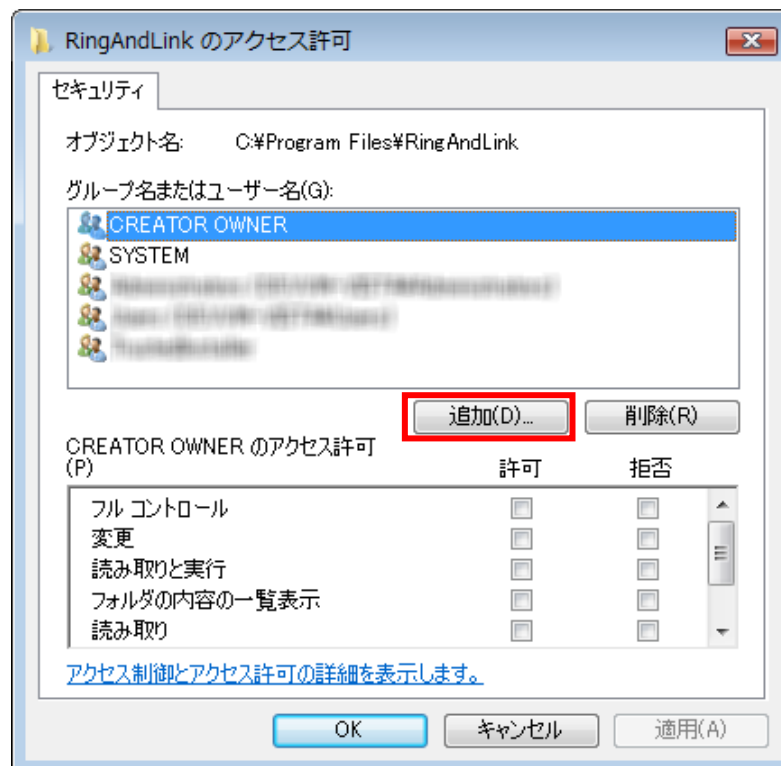 RingAndLink のアクセス許可
セキュリティ
オブジェクト名: C:¥Program Files¥RingAndLink
グループ名またはユーザー名(G):
CREATOR OWNER
SYSTEM
追加(D)... 削除(R)
CREATOR OWNER のアクセス許可
(P) 許可 拒否
フル コントロール
変更
読み取りと実行
フォルダの内容の一覧表示
読み取り
アクセス制御とアクセス許可の詳細を表示します。
OK キャンセル 適用(A)